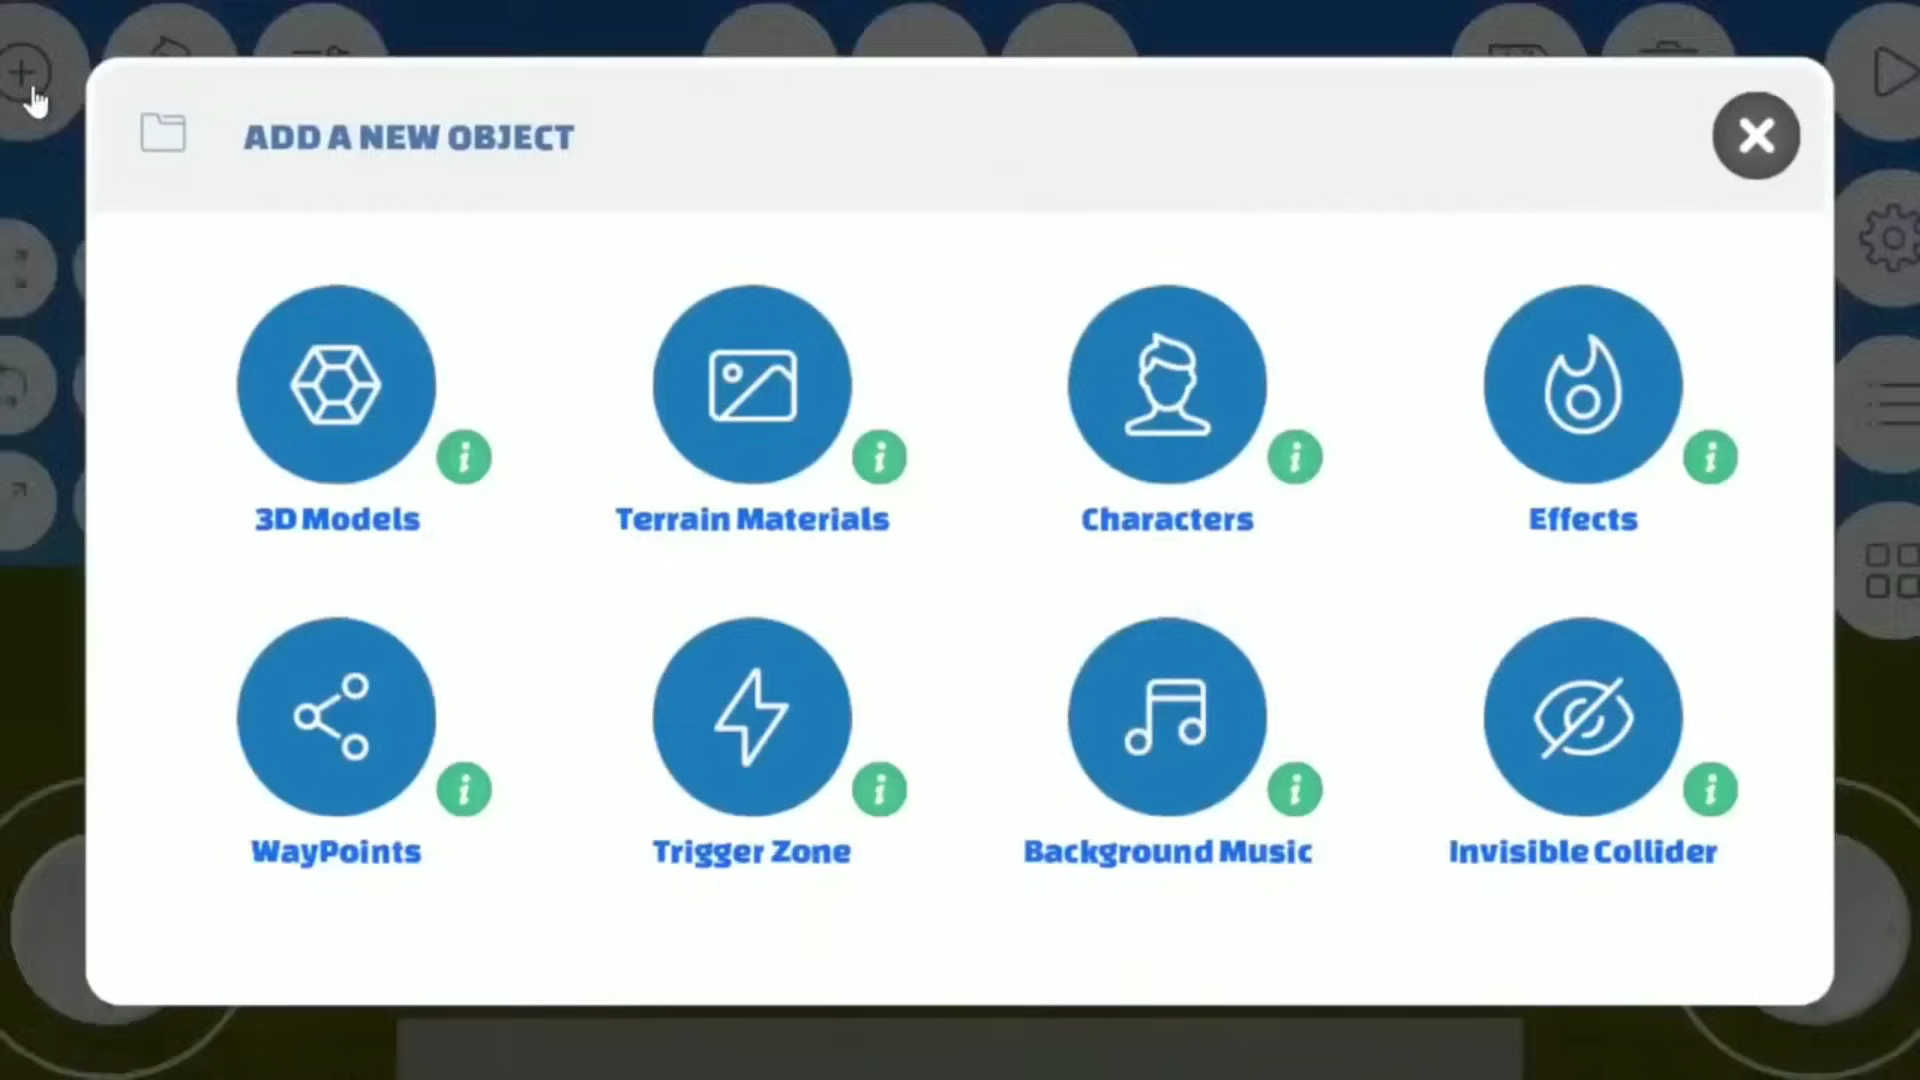 ADD A NEW OBJECT
3D Models
Terrain Materials
Characters
Effects
WayPoints
Trigger Zone
Background Music
Invisible Collider